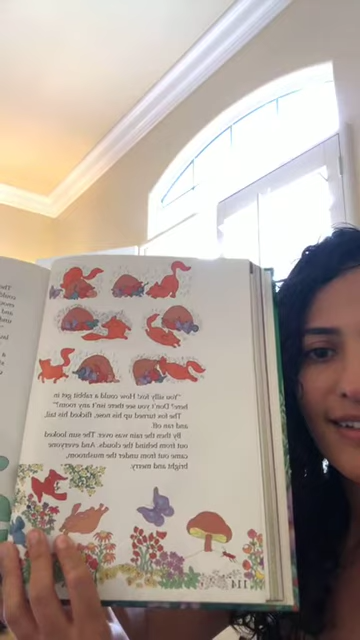 "You silly fox! How could a rabbit get in
here? Don't you see there isn't any room?"
The fox turned up his nose, flicked his tail,
and ran off.
By then the rain was over. The sun looked
out from behind the clouds. And everyone
came out from under the mushroom,
bright and merry.
114